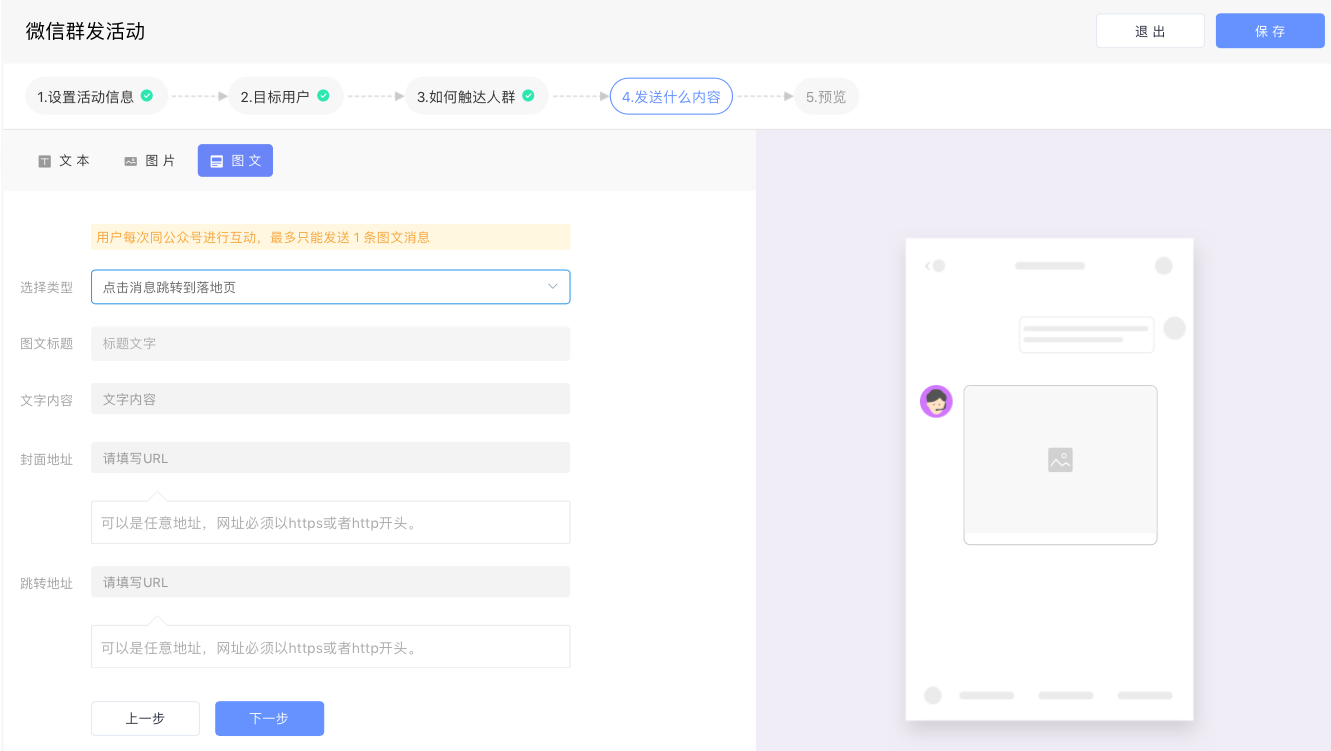 微信群发活动
退 出
保 存
1.设置活动信息
2.目标用户
3.如何触达人群
4.发送什么内容
5.预览
文 本
图 片
图 文
用户每次同公众号进行互动，最多只能发送 1 条图文消息
选择类型
点击消息跳转到落地页
图文标题
标题文字
文字内容
文字内容
封面地址
请填写URL
可以是任意地址，网址必须以https或者http开头。
跳转地址
请填写URL
可以是任意地址，网址必须以https或者http开头。
上一步
下一步